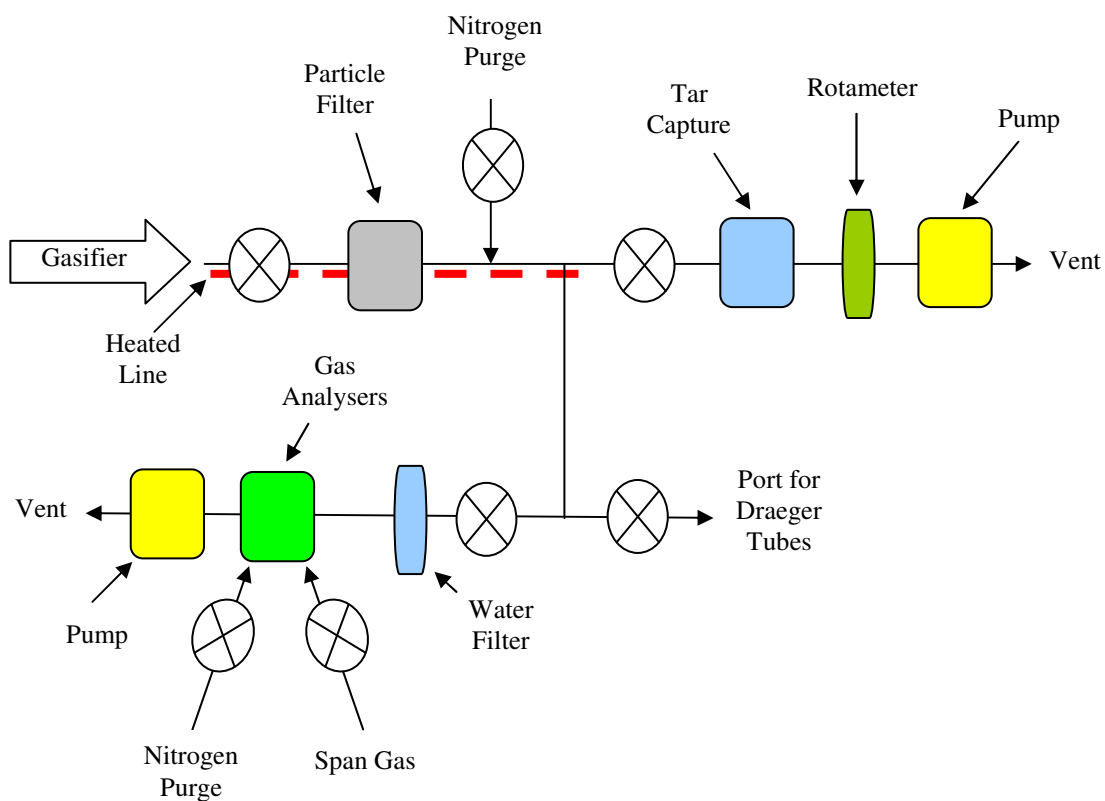 Nitrogen
Purge
Particle
Filter
Tar
Capture
Rotameter
Pump
Gasifier
Vent
Heated
Line
Gas
Analysers
Vent
Port for
Draeger
Tubes
Pump
Water
Filter
Nitrogen
Purge
Span Gas